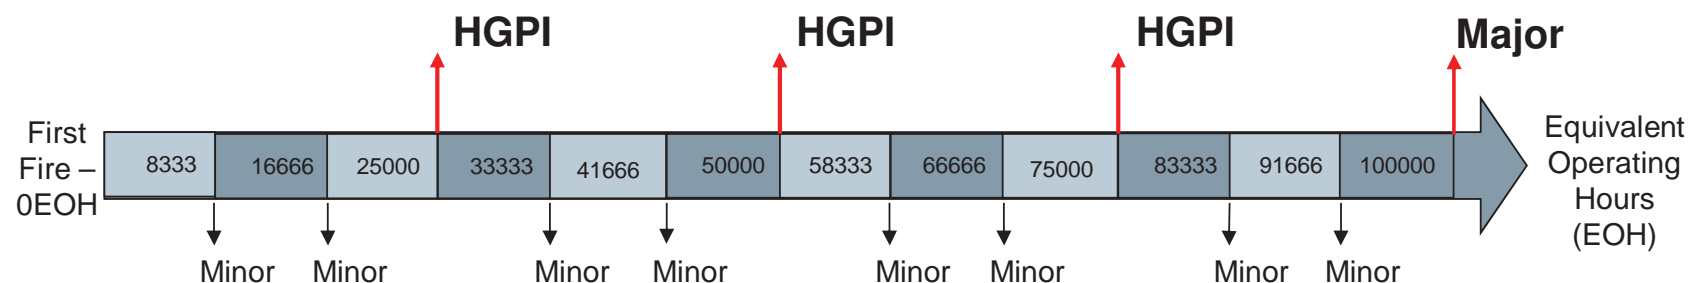 HGPI
HGPI
HGPI
Major
First
Fire –
0EOH
8333
16666
25000
33333
41666
50000
58333
66666
75000
83333
91666
100000
Equivalent
Operating
Hours
(EOH)
Minor
Minor
Minor
Minor
Minor
Minor
Minor
Minor